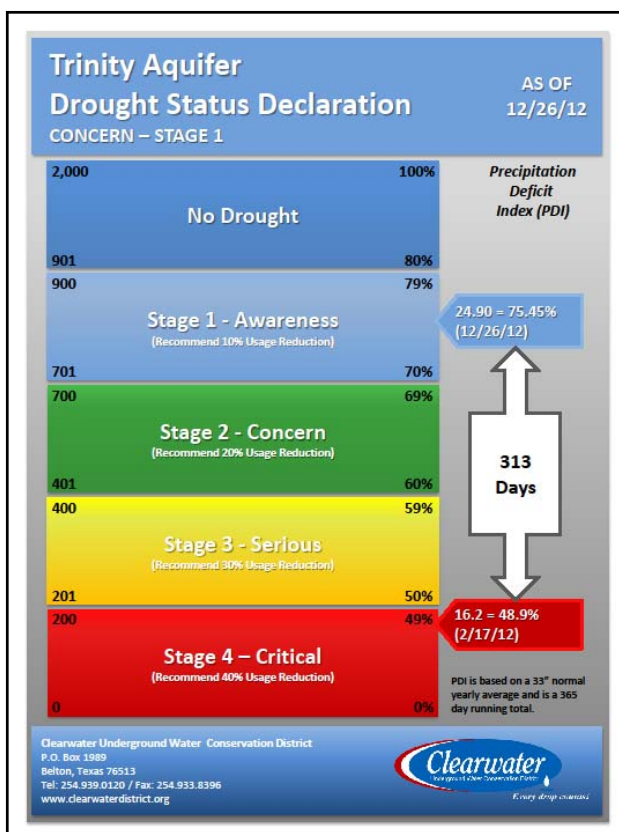 Trinity Aquifer
Drought Status Declaration
CONCERN – STAGE 1
AS OF
12/26/12
2,000 100%
No Drought
901 80%
900 79%
Stage 1 - Awareness
(Recommend 10% Usage Reduction)
701 70%
700 69%
Stage 2 - Concern
(Recommend 20% Usage Reduction)
401 60%
400 59%
Stage 3 - Serious
(Recommend 30% Usage Reduction)
201 50%
200 49%
Stage 4 – Critical
(Recommend 40% Usage Reduction)
0 0%
Precipitation
Deficit
Index (PDI)
24.90 = 75.45%
(12/26/12)
313
Days
16.2 = 48.9%
(2/17/12)
PDI is based on a 33" normal
yearly average and is a 365
day running total.
Clearwater Underground Water Conservation District
P.O. Box 1989
Belton, Texas 76513
Tel: 254.939.0120 / Fax: 254.933.8396
www.clearwaterdistrict.org
Clearwater
Underground Water Conservation District
Every drop counts!